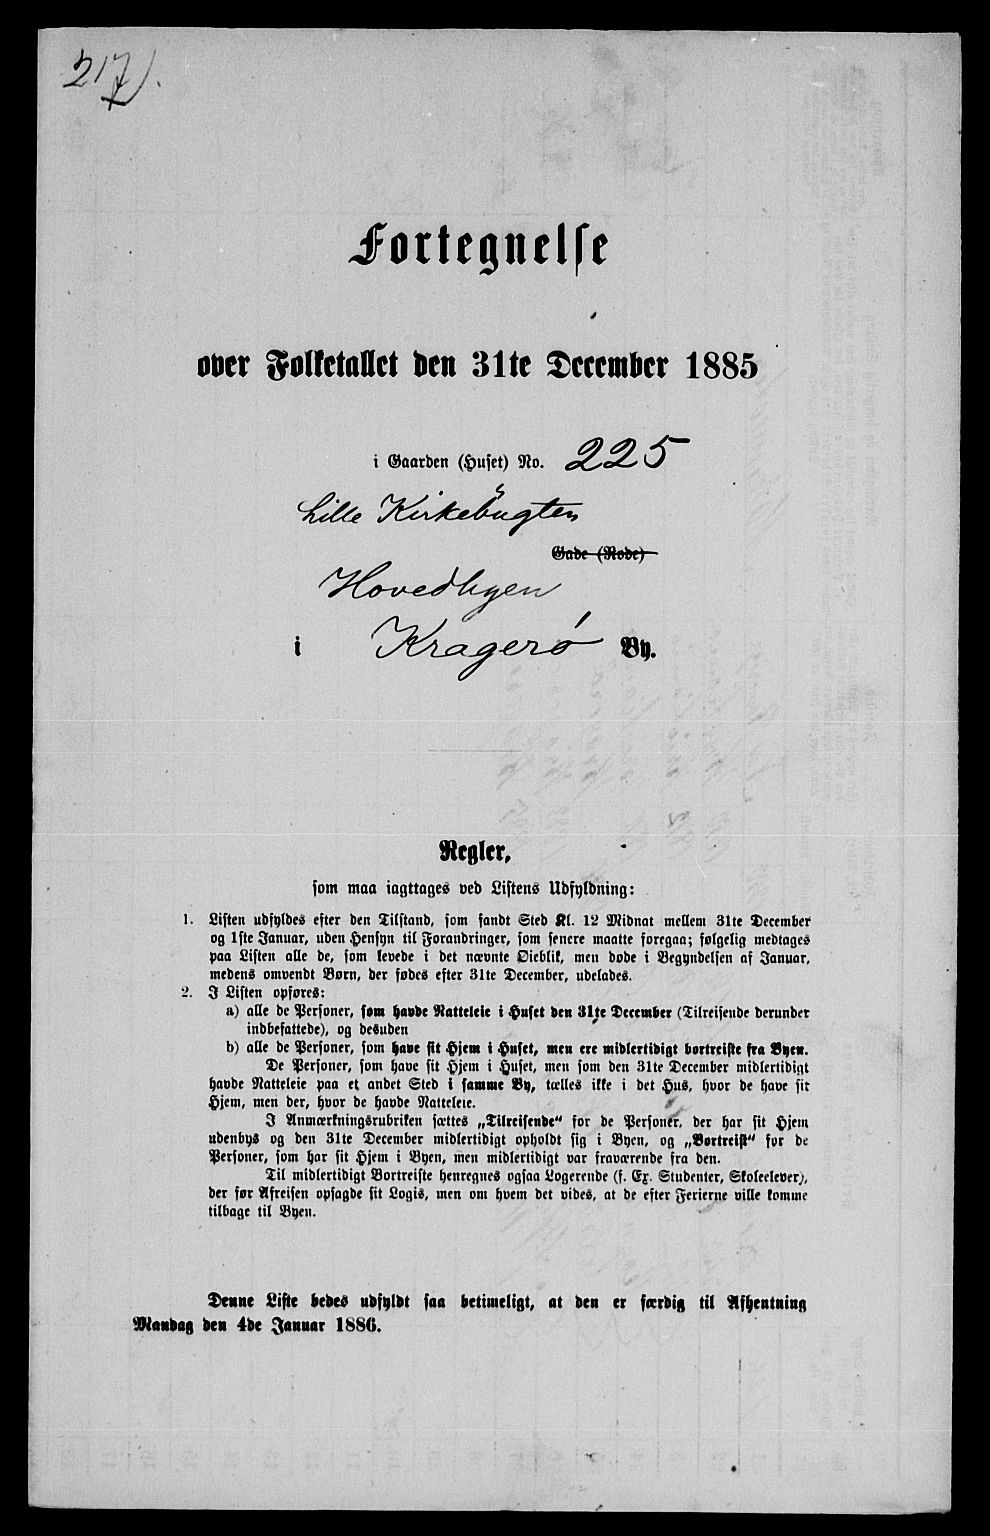 217).
Fortegnelse
over Folketallet den 31te December 1885
i Gaarden (Huset) No. 225
Lille Kirkebugten
Gade (Rode)
Hovedbyen
i Kragerø By.
Regler,
som maa iagttages ved Listens Udfyldning:
1. Listen udfyldes efter den Tilstand, som fandt Sted Kl. 12 Midnat mellem 31te December
og 1ste Januar, uden Hensyn til Forandringer, som senere maatte foregaa; følgelig medtages
paa Listen alle de, som levede i det nævnte Øieblik, men døde i Begyndelsen af Januar,
medens omvendt Børn, der fødes efter 31te December, udelades.
2. I Listen opføres:
a) alle de Personer, som havde Natteleie i Huset den 31te December (Tilreisende derunder
indbefattede), og desuden
b) alle de Personer, som have sit Hjem i Huset, men ere midlertidigt bortreiste fra Byen.
De Personer, som have sit Hjem i Huset, men som den 31te December midlertidigt
havde Natteleie paa et andet Sted i samme By, tælles ikke i det Hus, hvor de have sit
Hjem, men der, hvor de havde Natteleie.
I Anmærkningsrubriken sættes „Tilreisende“ for de Personer, der har sit Hjem
udenbys og den 31te December midlertidigt opholdt sig i Byen, og „Bortreist“ for de
Personer, som har sit Hjem i Byen, men midlertidigt var fraværende fra den.
Til midlertidigt Bortreiste henregnes ogsaa Logerende (f. Ex. Studenter, Skoleelever),
der før Afreisen opsagde sit Logis, men om hvem det vides, at de efter Ferierne ville komme
tilbage til Byen.
Denne Liste bedes udfyldt saa betimeligt, at den er færdig til Afhentning
Mandag den 4de Januar 1886.